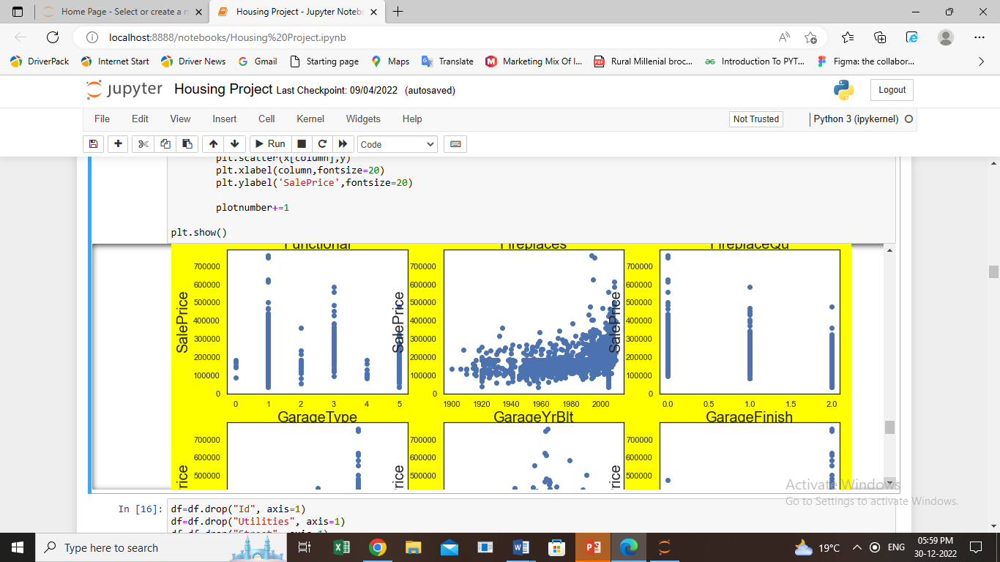 Home Page - Select or create a n
Housing Project - Jupyter Noteb
localhost:8888/notebooks/Housing%20Project.ipynb
DriverPack Internet Start Driver News Gmail Starting page Maps Translate Marketing Mix Of I... Rural Millenial broc... Introduction To PYT... Figma: the collabor...
jupyter Housing Project Last Checkpoint: 09/04/2022 (autosaved) Logout
File Edit View Insert Cell Kernel Widgets Help Not Trusted Python 3 (ipykernel)
Run Code
plt.scatter(x[column],y)
plt.xlabel(column,fontsize=20)
plt.ylabel('SalePrice',fontsize=20)
plotnumber+=1
plt.show()
Functional Fireplaces FireplaceQu
700000 700000 700000
600000 600000 600000
500000 500000 500000
400000 400000 400000
300000 300000 300000
200000 200000 200000
100000 100000 100000
0 0 0
SalePrice SalePrice SalePrice
0 1 2 3 4 5 1900 1920 1940 1960 1980 2000 0.0 0.5 1.0 1.5 2.0
GarageType GarageYrBlt GarageFinish
700000 700000 700000
600000 600000 600000
500000 500000 500000
rice rice rice
Activate Windows
Go to Settings to activate Windows.
In [16]: df=df.drop("Id", axis=1)
df=df.drop("Utilities", axis=1)
df=df.drop("Street", axis=1)
Type here to search
19°C ENG 05:59 PM
30-12-2022